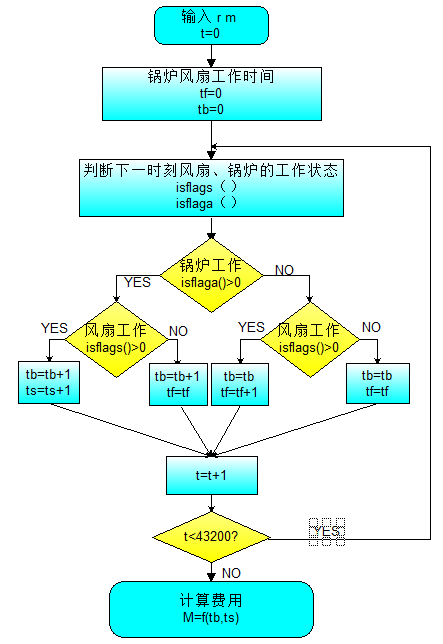 输入 r m
t=0
锅炉风扇工作时间
tf=0
tb=0
判断下一时刻风扇、锅炉的工作状态
isflags（）
isflaga（）
锅炉工作
isflaga()>0
YES
NO
风扇工作
isflags()>0
YES
NO
风扇工作
isflags()>0
YES
NO
tb=tb+1
ts=ts+1
tb=tb+1
tf=tf
tb=tb
tf=tf+1
tb=tb
tf=tf
t=t+1
t<43200?
YES
NO
计算费用
M=f(tb,ts)